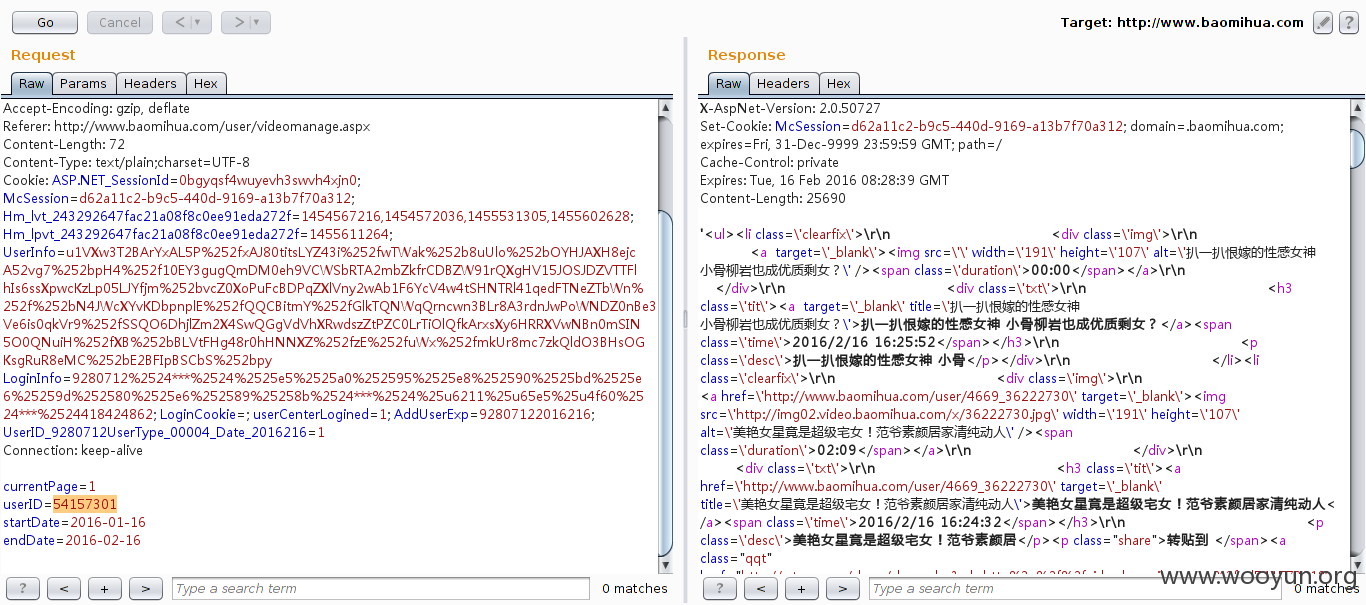 Go
Cancel
<
>
Target: http://www.baomihua.com
?
Request
Raw
Params
Headers
Hex
Accept-Encoding: gzip, deflate
Referer: http://www.baomihua.com/user/videomanage.aspx
Content-Length: 72
Content-Type: text/plain;charset=UTF-8
Cookie: ASP.NET_SessionId=0bgyqsf4wuyevh3swvh4xjn0;
McSession=d62a11c2-b9c5-440d-9169-a13b7f70a312;
Hm_lvt_243292647fac21a08f8c0ee91eda272f=1454567216,1454572036,1455531305,1455602628;
Hm_lpvt_243292647fac21a08f8c0ee91eda272f=1455611264;
UserInfo=u1VXw3T2BArYxAL5P%252fxAJ80titsLYZ43i%252fwTWak%252b8uUlo%252bOYHJAXH8ejc
A52vg7%252bpH4%252f10EY3gugQmDM0eh9VCWSbRTA2mbZkfrCDBZW91rQXgHV15JOSJDZVTTFl
hIs6ssXpwcKzLp05LJYfjm%252bvcZ0XoPuFcBDPqZXlVny2wAb1F6YcV4w4tSHNTRl41qedFTNeZTbWn%
252f%252bN4JWcXYvKDbpnplE%252fQQCBitmY%252fGlkTQNWqQrncwn3BLr8A3rdnJwPoWNDZ0nBe3
Ve6is0qkVr9%252fSSQO6DhjlZm2X4SwQGgVdVhXRwdszZtPZC0LrTiOlQfkArxsXy6HRRXVwNBn0mSIN
5O0QNuiH%252fXB%252bBLVtFHg48r0hHNNXZ%252fzE%252fuWx%252fmkUr8mc7zkQldO3BHsOG
KsgRuR8eMC%252bE2BFIpBSCbS%252bpy
LoginInfo=9280712%2524***%2524%25e5%25a0%252595%25e8%252590%25bd%25e
6%25259d%252580%25e6%252589%25258b%2524***%2524%25u6211%25u65e5%25u4f60%25
24***%2524418424862; LoginCookie=; userCenterLogined=1; AddUserExp=92807122016216;
UserID_9280712UserType_00004_Date_2016216=1
Connection: keep-alive
currentPage=1
userID=54157301
startDate=2016-01-16
endDate=2016-02-16
?
<
+
>
Type a search term
0 matches
Response
Raw
Headers
Hex
X-AspNet-Version: 2.0.50727
Set-Cookie: McSession=d62a11c2-b9c5-440d-9169-a13b7f70a312; domain=.baomihua.com;
expires=Fri, 31-Dec-9999 23:59:59 GMT; path=/
Cache-Control: private
Expires: Tue, 16 Feb 2016 08:28:39 GMT
Content-Length: 25690
'<ul><li class=\'clearfix\'>\r\n <div class=\'img\'>\r\n
<a target=\'_blank\'><img src=\'\' width=\'191\' height=\'107\' alt=\'扒一扒恨嫁的性感女神
小骨柳岩也成优质剩女？\' /><span class=\'duration\'>00:00</span></a>\r\n
</div>\r\n <div class=\'txt\'>\r\n <h3
class=\'tit\'><a target=\'_blank\' title=\'扒一扒恨嫁的性感女神
小骨柳岩也成优质剩女？\'>扒一扒恨嫁的性感女神 小骨柳岩也成优质剩女？</a><span
class=\'time\'>2016/2/16 16:25:52</span></h3>\r\n <p
class=\'desc\'>扒一扒恨嫁的性感女神 小骨</p></div>\r\n </li><li
class=\'clearfix\'>\r\n <div class=\'img\'>\r\n
<a href=\'http://www.baomihua.com/user/4669_36222730\' target=\'_blank\'><img
src=\'http://img02.video.baomihua.com/x/36222730.jpg\' width=\'191\' height=\'107\'
alt=\'美艳女星竟是超级宅女！范爷素颜居家清纯动人\' /><span
class=\'duration\'>02:09</span></a>\r\n </div>\r\n
<div class=\'txt\'>\r\n <h3 class=\'tit\'><a
href=\'http://www.baomihua.com/user/4669_36222730\' target=\'_blank\'
title=\'美艳女星竟是超级宅女！范爷素颜居家清纯动人\'>美艳女星竟是超级宅女！范爷素颜居家清纯动人<
/a><span class=\'time\'>2016/2/16 16:24:32</span></h3>\r\n <p
class=\'desc\'>美艳女星竟是超级宅女！范爷素颜居</p><p class="share">转贴到 </span><a
class="qqt"
?
<
+
>
Type a search term
0 matches
www.wooyun.org